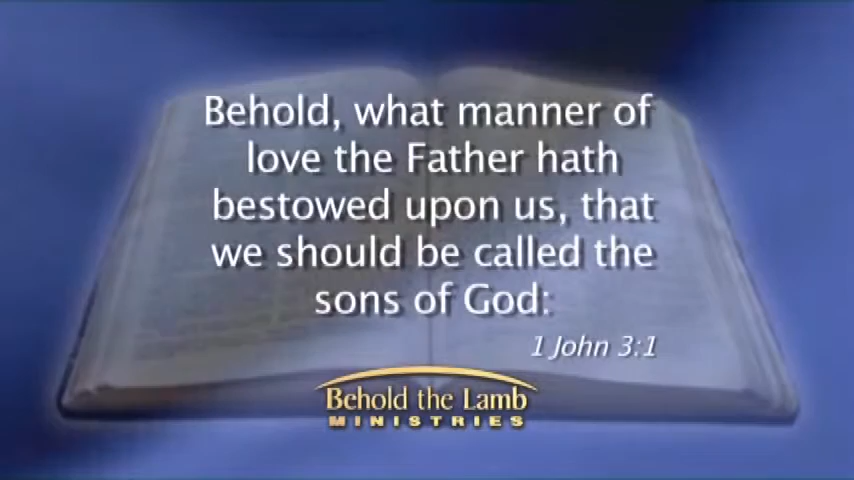 Behold, what manner of
love the Father hath
bestowed upon us, that
we should be called the
sons of God:
1 John 3:1
Behold the Lamb
MINISTRIES